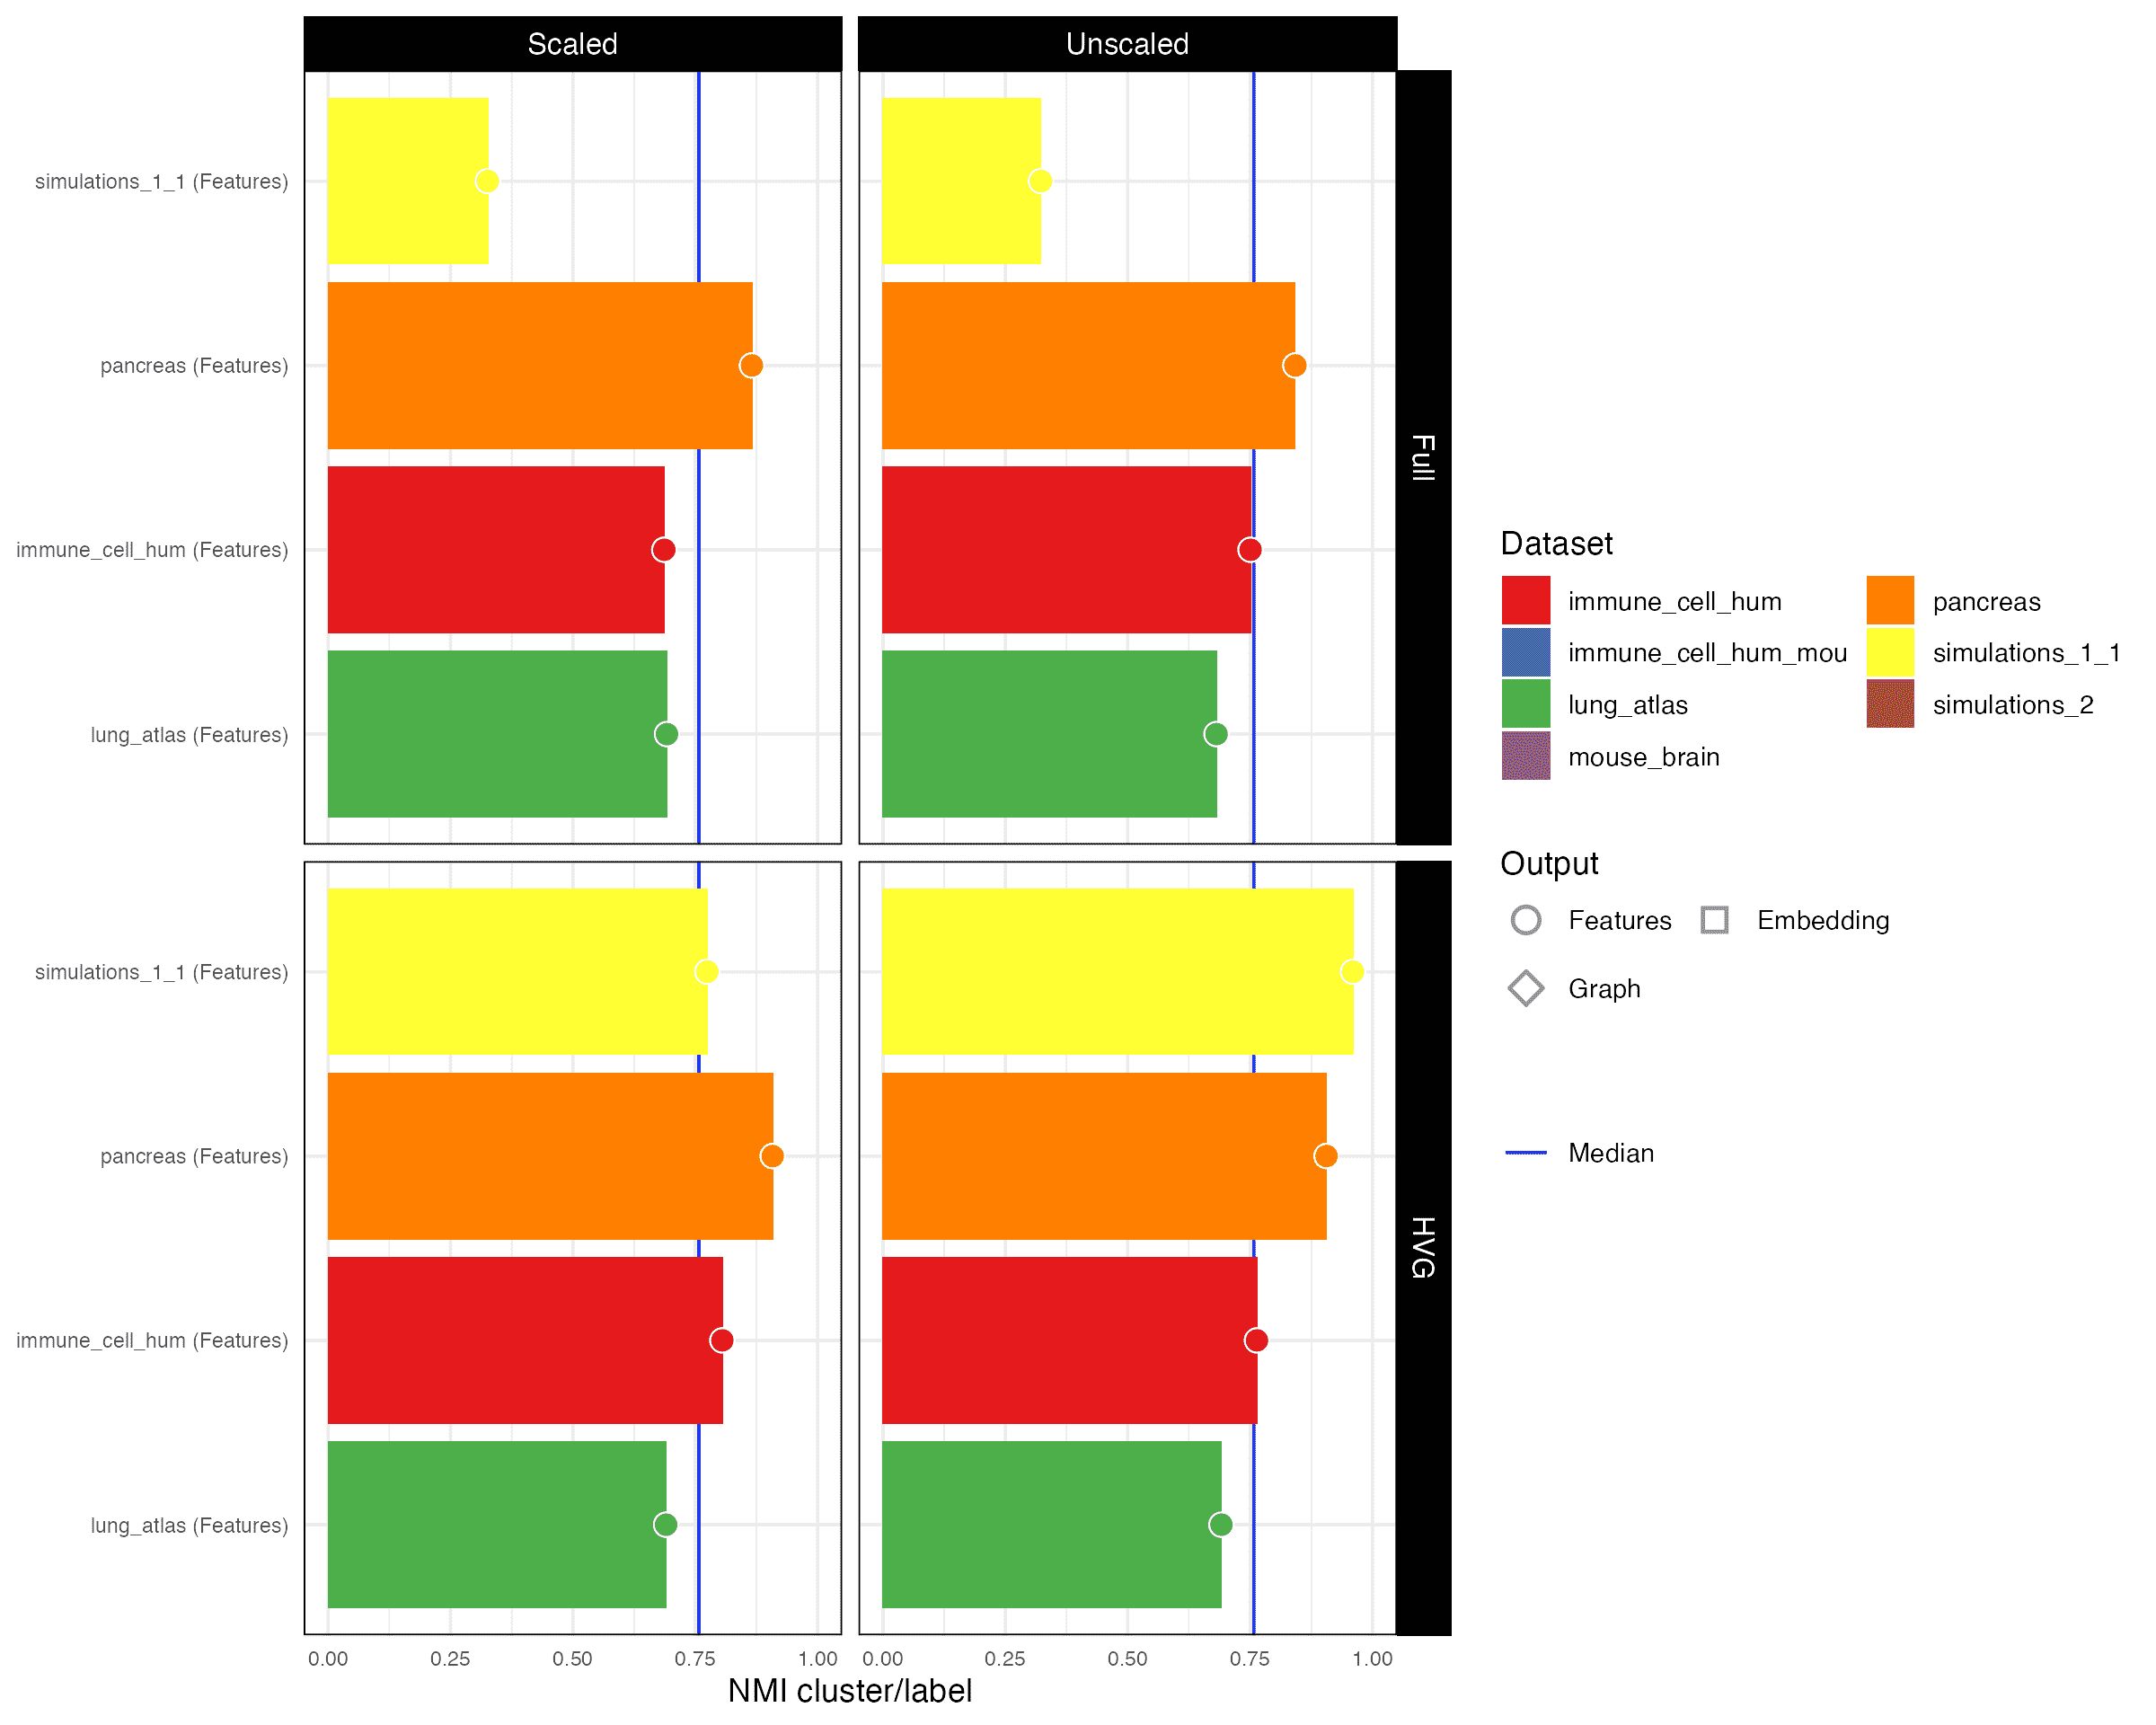 Scaled
Unscaled
simulations_1_1 (Features)
pancreas (Features)
immune_cell_hum (Features)
lung_atlas (Features)
Full
simulations_1_1 (Features)
pancreas (Features)
immune_cell_hum (Features)
lung_atlas (Features)
HVG
0.00 0.25 0.50 0.75 1.00
0.00 0.25 0.50 0.75 1.00
NMI cluster/label
Dataset
immune_cell_hum
immune_cell_hum_mou
lung_atlas
mouse_brain
pancreas
simulations_1_1
simulations_2
Output
Features
Embedding
Graph
Median